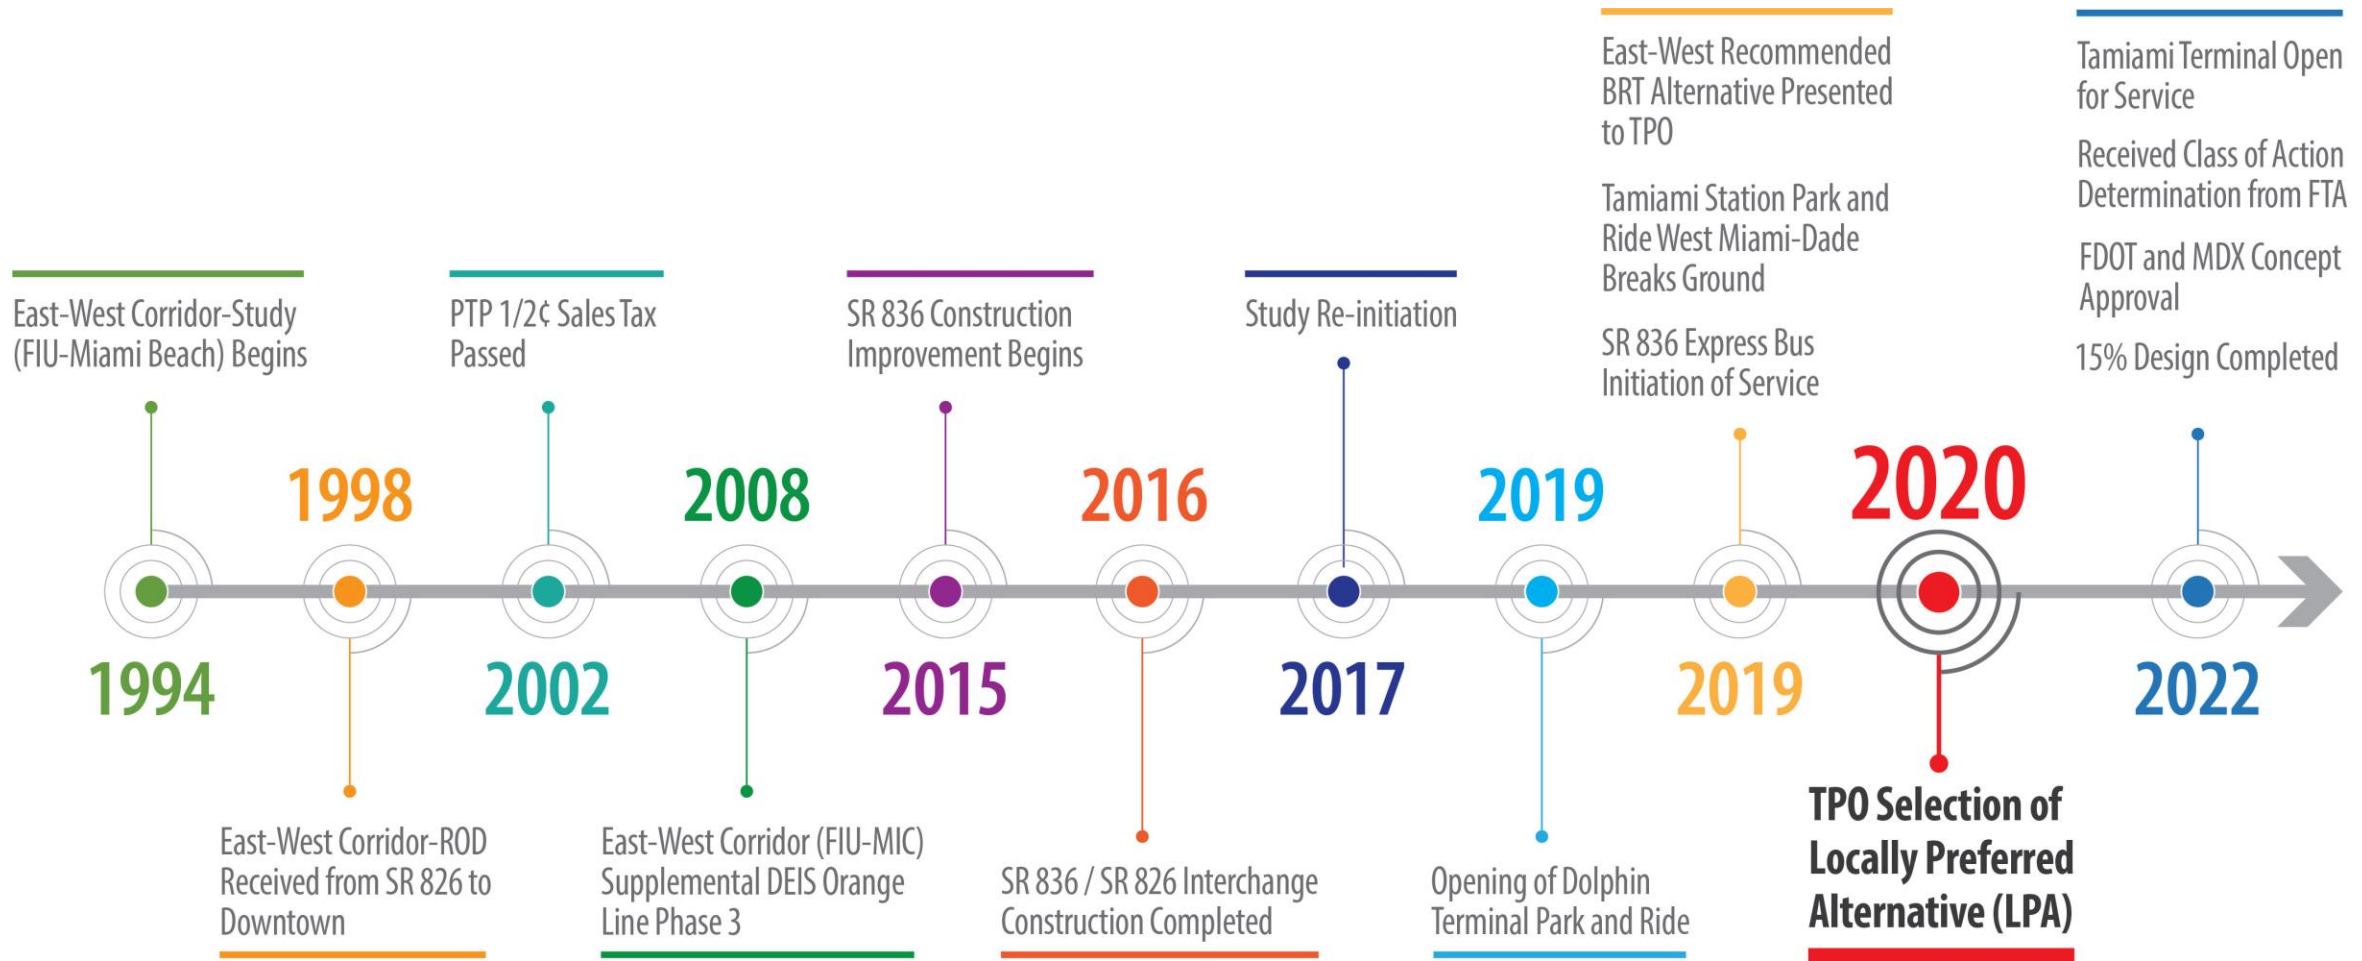 East-West Corridor-Study
(FIU-Miami Beach) Begins
1994
1998
East-West Corridor-ROD
Received from SR 826 to
Downtown
PTP 1/2¢ Sales Tax
Passed
2002
2008
East-West Corridor (FIU-MIC)
Supplemental DEIS Orange
Line Phase 3
SR 836 Construction
Improvement Begins
2015
2016
SR 836 / SR 826 Interchange
Construction Completed
Study Re-initiation
2017
2019
Opening of Dolphin
Terminal Park and Ride
East-West Recommended
BRT Alternative Presented
to TPO
Tamiami Station Park and
Ride West Miami-Dade
Breaks Ground
SR 836 Express Bus
Initiation of Service
2019
2020
TPO Selection of
Locally Preferred
Alternative (LPA)
Tamiami Terminal Open
for Service
Received Class of Action
Determination from FTA
FDOT and MDX Concept
Approval
15% Design Completed
2022